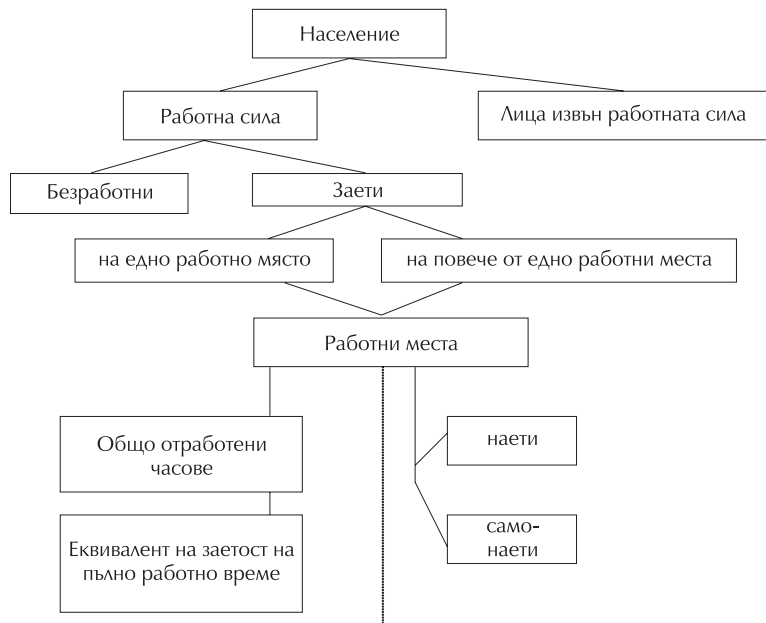 Население
Работна сила
Лица извън работната сила
Безработни
Заети
на едно работно място
на повече от едно работни места
Работни места
Общо отработени
часове
наети
Еквивалент на заетост на
пълно работно време
само-
наети